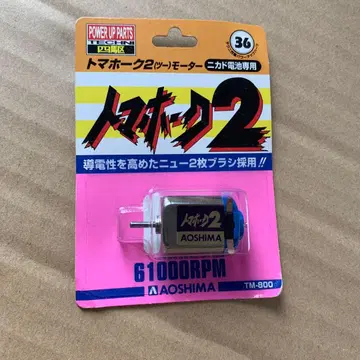 POWER UP PARTS
TECHNI
四駆
36
トマホーク2(ツー)モーター
ニカド電池専用
トマホーク2
導電性を高めたニュー2枚ブラシ採用!!
トマホーク2
AOSHIMA
61000RPM
AOSHIMA
TM-800